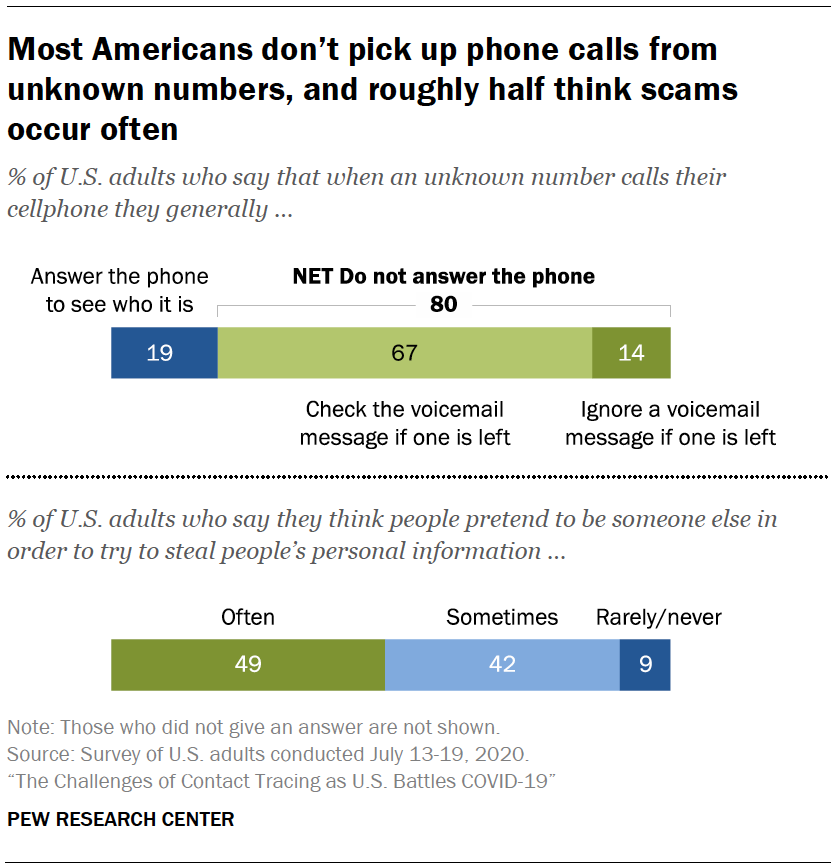 Most Americans don’t pick up phone calls from
unknown numbers, and roughly half think scams
occur often
% of U.S. adults who say that when an unknown number calls their
cellphone they generally ...
Answer the phone
to see who it is
NET Do not answer the phone
80
19
67
14
Check the voicemail
message if one is left
Ignore a voicemail
message if one is left
% of U.S. adults who say they think people pretend to be someone else in
order to try to steal people’s personal information ...
Often
Sometimes
Rarely/never
49
42
9
Note: Those who did not give an answer are not shown.
Source: Survey of U.S. adults conducted July 13-19, 2020.
“The Challenges of Contact Tracing as U.S. Battles COVID-19”
PEW RESEARCH CENTER